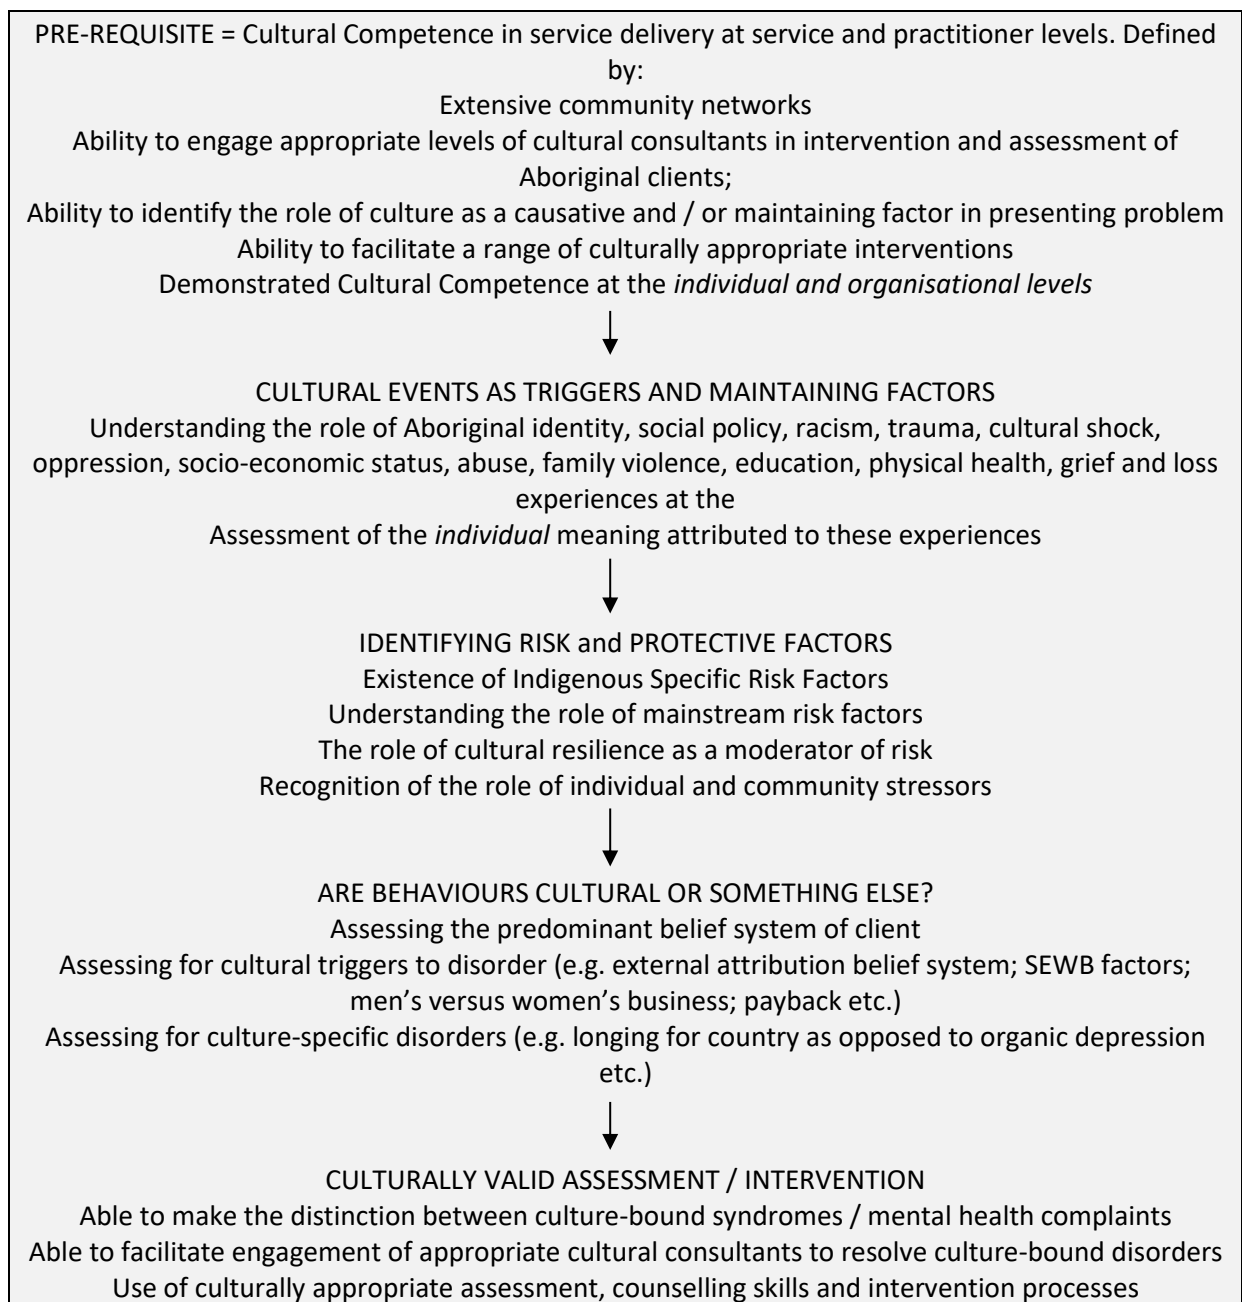 PRE-REQUISITE = Cultural Competence in service delivery at service and practitioner levels. Defined
by:
Extensive community networks
Ability to engage appropriate levels of cultural consultants in intervention and assessment of
Aboriginal clients;
Ability to identify the role of culture as a causative and / or maintaining factor in presenting problem
Ability to facilitate a range of culturally appropriate interventions
Demonstrated Cultural Competence at the individual and organisational levels
CULTURAL EVENTS AS TRIGGERS AND MAINTAINING FACTORS
Understanding the role of Aboriginal identity, social policy, racism, trauma, cultural shock,
oppression, socio-economic status, abuse, family violence, education, physical health, grief and loss
experiences at the
Assessment of the individual meaning attributed to these experiences
IDENTIFYING RISK and PROTECTIVE FACTORS
Existence of Indigenous Specific Risk Factors
Understanding the role of mainstream risk factors
The role of cultural resilience as a moderator of risk
Recognition of the role of individual and community stressors
ARE BEHAVIOURS CULTURAL OR SOMETHING ELSE?
Assessing the predominant belief system of client
Assessing for cultural triggers to disorder (e.g. external attribution belief system; SEWB factors;
men’s versus women’s business; payback etc.)
Assessing for culture-specific disorders (e.g. longing for country as opposed to organic depression
etc.)
CULTURALLY VALID ASSESSMENT / INTERVENTION
Able to make the distinction between culture-bound syndromes / mental health complaints
Able to facilitate engagement of appropriate cultural consultants to resolve culture-bound disorders
Use of culturally appropriate assessment, counselling skills and intervention processes